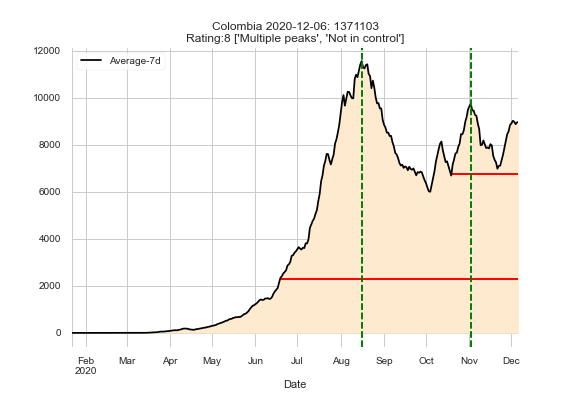 Colombia 2020-12-06: 1371103
Rating:8 ['Multiple peaks', 'Not in control']
Average-7d
12000
10000
8000
6000
4000
2000
0
Feb Mar Apr May Jun Jul Aug Sep Oct Nov Dec
2020
Date